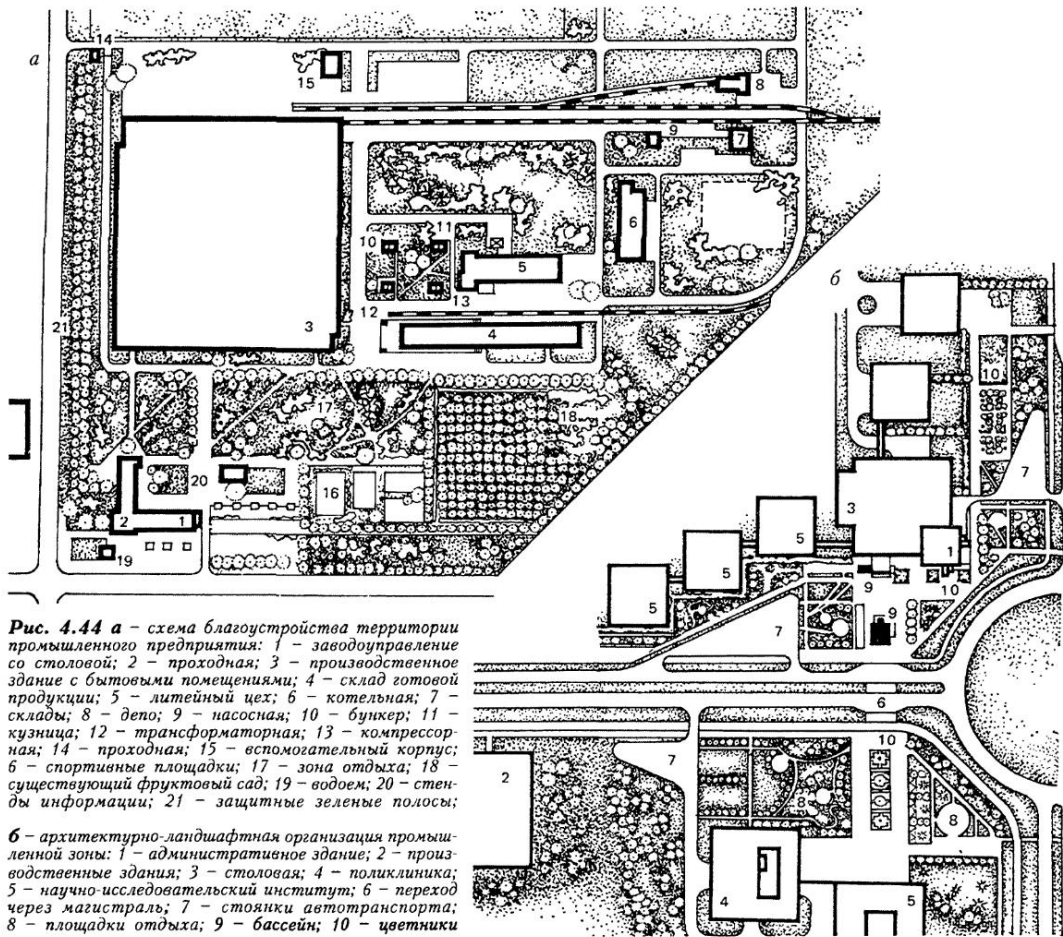 а
14
15
8
9
7
6
10
11
5
13
12
4
3
21
17
18
20
16
2
1
19
б
10
7
3
5
1
5
9
10
5
9
7
6
10
7
2
8
8
4
5
Рис. 4.44 а – схема благоустройства территории
промышленного предприятия: 1 – заводоуправление
со столовой; 2 – проходная; 3 – производственное
здание с бытовыми помещениями; 4 – склад готовой
продукции; 5 – литейный цех; 6 – котельная; 7 –
склады; 8 – депо; 9 – насосная; 10 – бункер; 11 –
кузница; 12 – трансформаторная; 13 – компрессор-
ная; 14 – проходная; 15 – вспомогательный корпус;
6 – спортивные площадки; 17 – зона отдыха; 18 –
существующий фруктовый сад; 19 – водоем; 20 – стен-
ды информации; 21 – защитные зеленые полосы;
б – архитектурно-ландшафтная организация промыш-
ленной зоны: 1 – административное здание; 2 – произ-
водственные здания; 3 – столовая; 4 – поликлиника;
5 – научно-исследовательский институт; 6 – переход
через магистраль; 7 – стоянки автотранспорта;
8 – площадки отдыха; 9 – бассейн; 10 – цветники